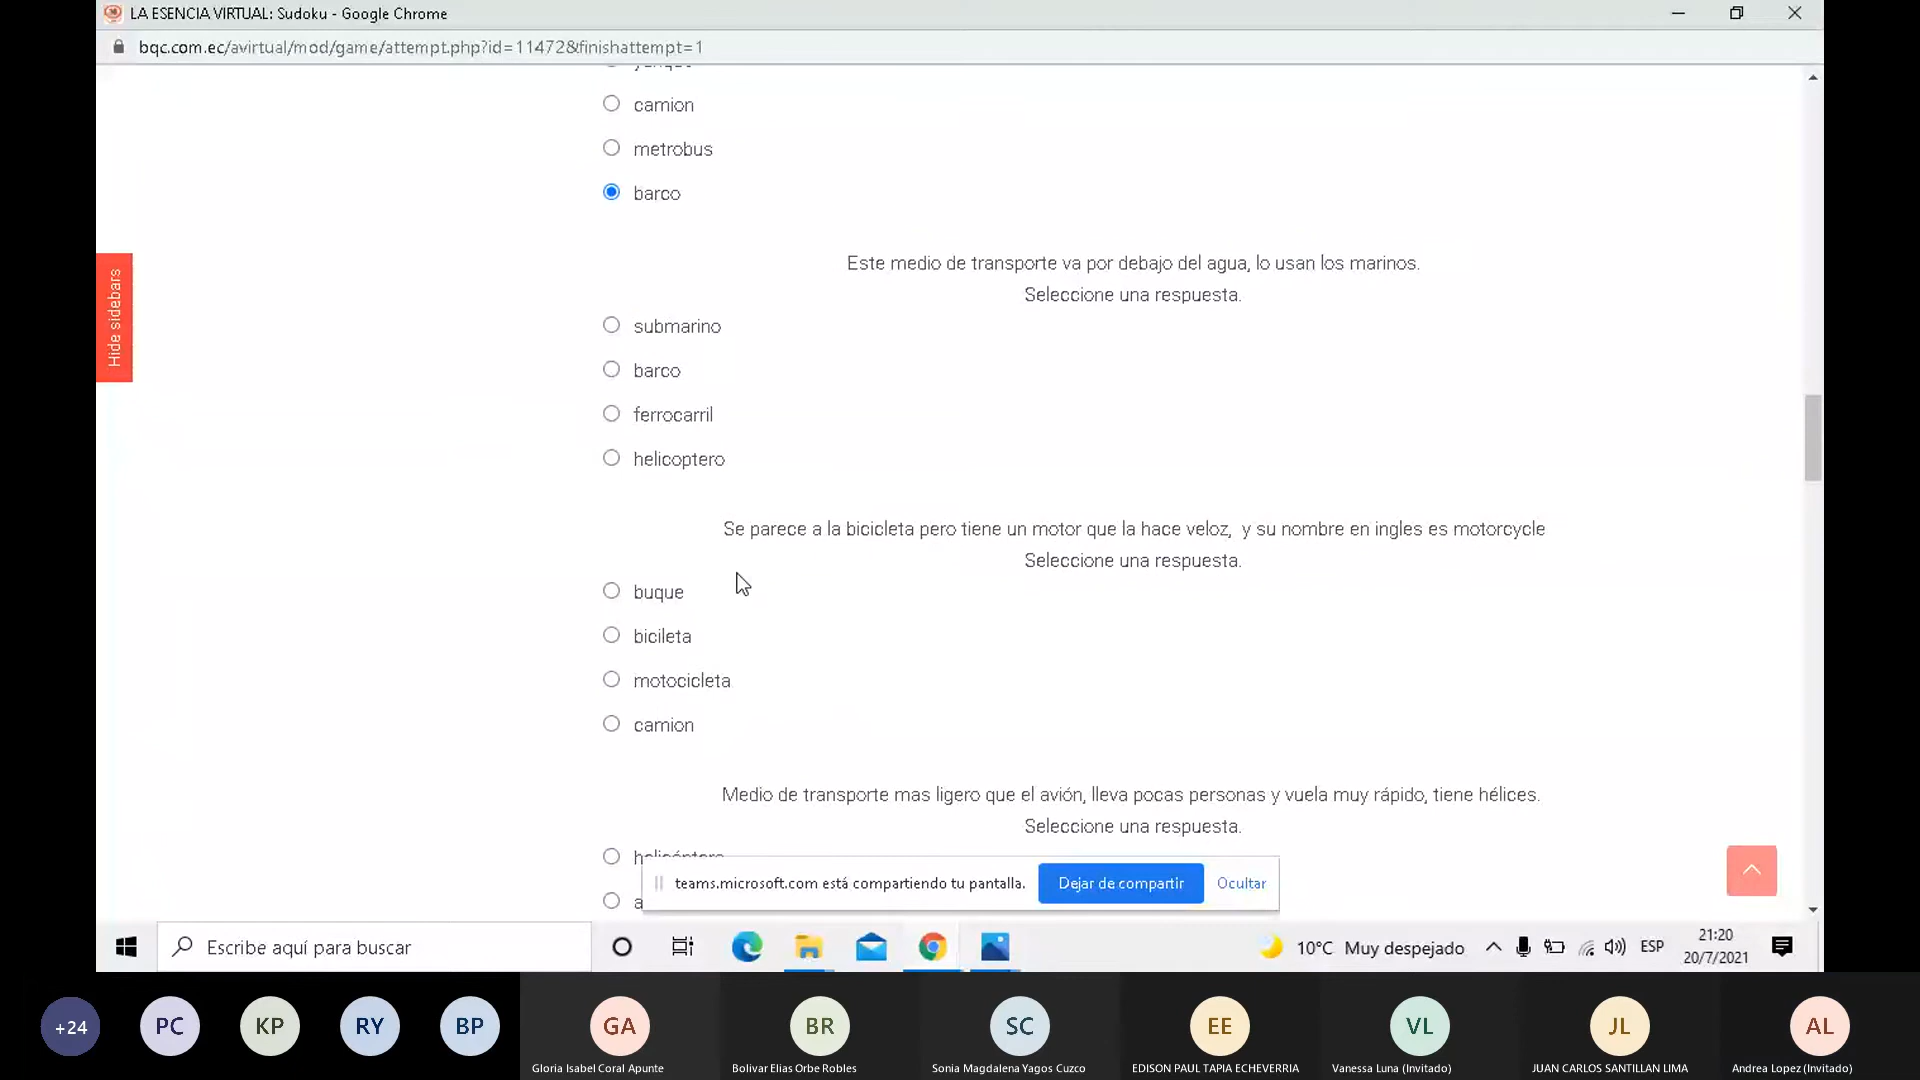 LA ESENCIA VIRTUAL: Sudoku - Google Chrome
bqc.com.ec/avirtual/mod/game/attempt.php?id=11472&finishattempt=1
camion
metrobus
barco
Hide sidebars
Este medio de transporte va por debajo del agua, lo usan los marinos.
Seleccione una respuesta.
submarino
barco
ferrocarril
helicoptero
Se parece a la bicicleta pero tiene un motor que la hace veloz, y su nombre en ingles es motorcycle
Seleccione una respuesta.
buque
bicileta
motocicleta
camion
Medio de transporte mas ligero que el avión, lleva pocas personas y vuela muy rápido, tiene hélices.
Seleccione una respuesta.
teams.microsoft.com está compartiendo tu pantalla. Dejar de compartir Ocultar
Escribe aquí para buscar
10°C Muy despejado
ESP
21:20
20/7/2021
+24 PC KP RY BP GA BR SC EE VL JL AL
Gloria Isabel Coral Apunte Bolivar Elias Orbe Robles Sonia Magdalena Yagos Cuzco EDISON PAUL TAPIA ECHEVERRIA Vanessa Luna (Invitado) JUAN CARLOS SANTILLAN LIMA Andrea Lopez (Invitado)